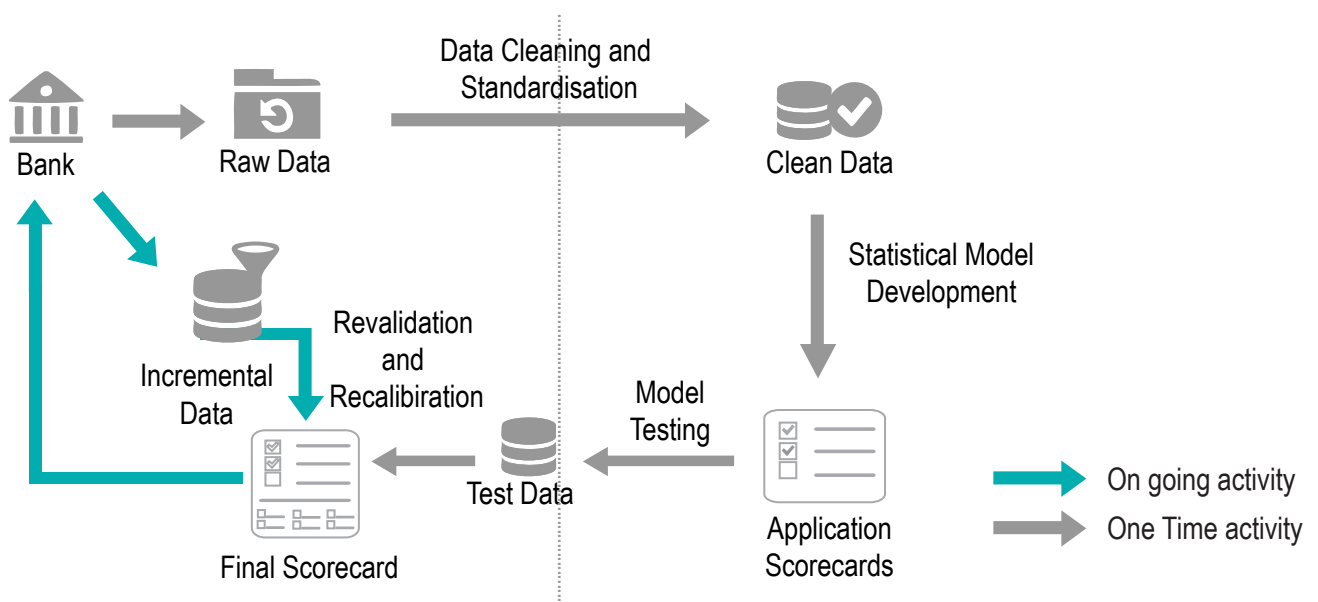 Data Cleaning and
Standardisation
Bank
Raw Data
Clean Data
Statistical Model
Development
Revalidation
and
Recalibiration
Incremental
Data
Model
Testing
Test Data
On going activity
One Time activity
Application
Scorecards
Final Scorecard